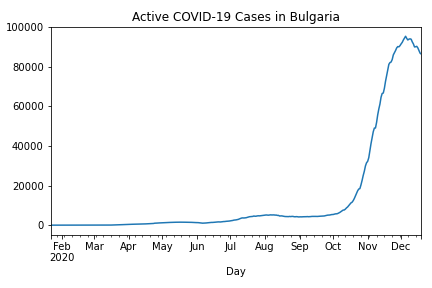 Active COVID-19 Cases in Bulgaria
100000
80000
60000
40000
20000
0
Feb Mar Apr May Jun Jul Aug Sep Oct Nov Dec
2020
Day